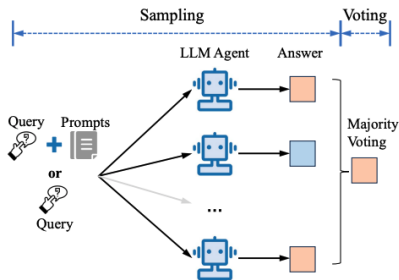 Sampling Voting
LLM Agent Answer
Query Prompts
or
Query
...
Majority
Voting